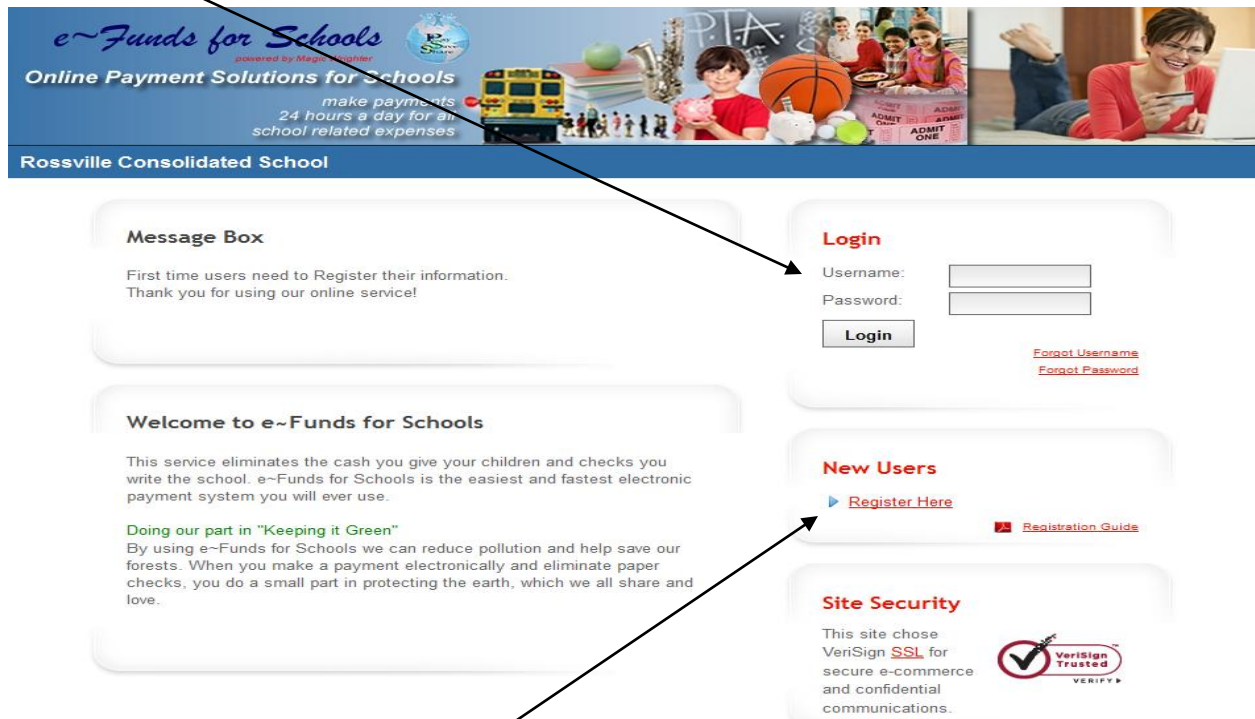 e~Funds for Schools
powered by Magic Wrighter
Pay
Save
Share
Online Payment Solutions for Schools
make payments
24 hours a day for all
school related expenses
P.T.A.
ADMIT
ONE
ADMIT
ONE
Rossville Consolidated School
Message Box
First time users need to Register their information.
Thank you for using our online service!
Login
Username:
Password:
Login
Forgot Username
Forgot Password
Welcome to e~Funds for Schools
This service eliminates the cash you give your children and checks you
write the school. e~Funds for Schools is the easiest and fastest electronic
payment system you will ever use.
Doing our part in "Keeping it Green"
By using e~Funds for Schools we can reduce pollution and help save our
forests. When you make a payment electronically and eliminate paper
checks, you do a small part in protecting the earth, which we all share and
love.
New Users
Register Here
Registration Guide
Site Security
This site chose
VeriSign SSL for
secure e-commerce
and confidential
communications.
VeriSign
Trusted
VERIFY